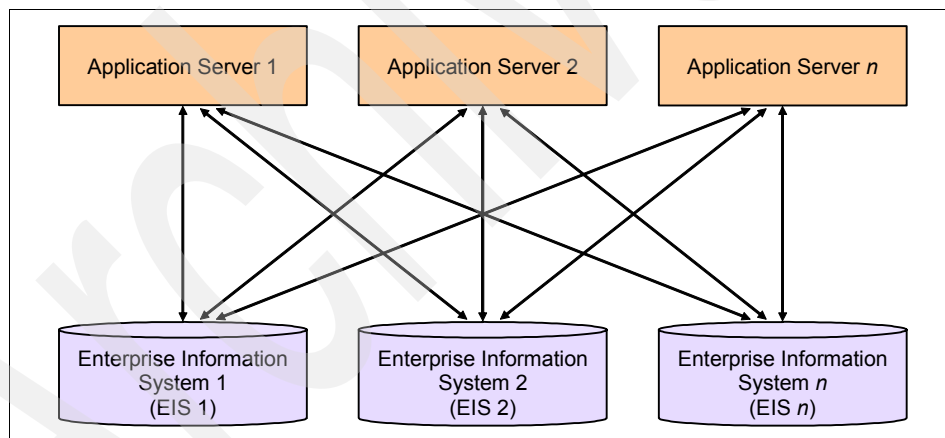 Application Server 1
Application Server 2
Application Server n
Enterprise Information
System 1
(EIS 1)
Enterprise Information
System 2
(EIS 2)
Enterprise Information
System n
(EIS n)